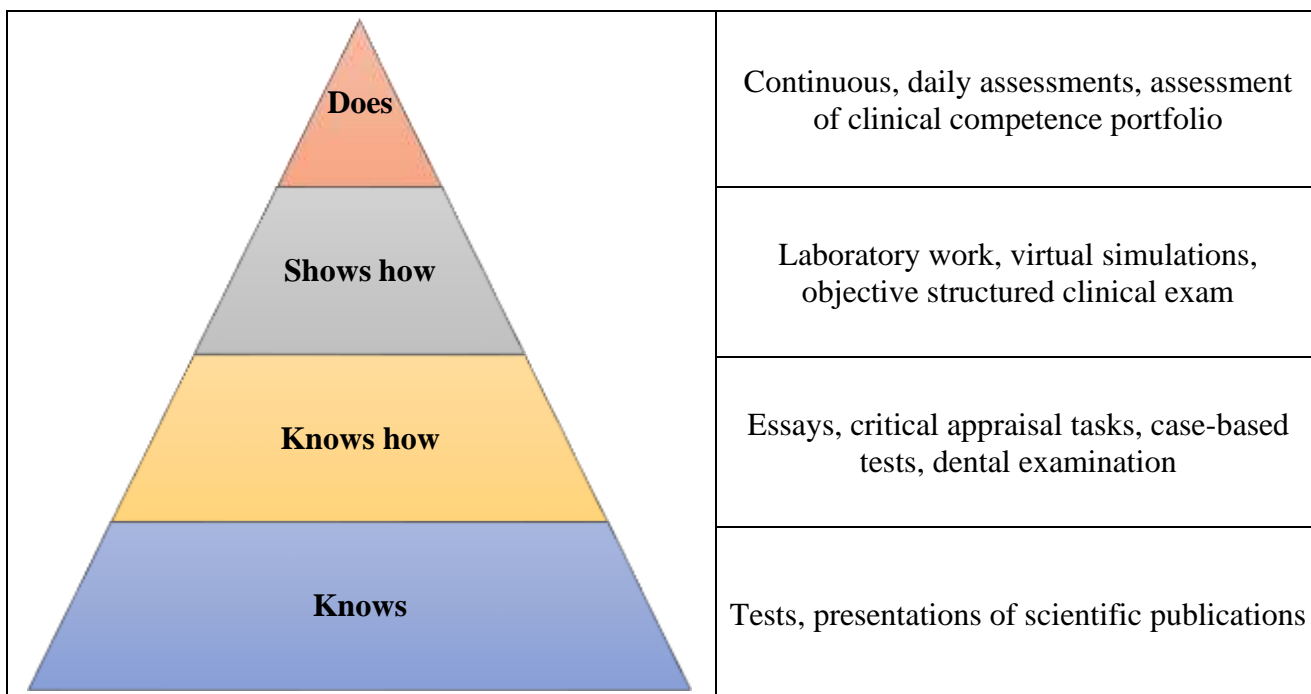 Does
Continuous, daily assessments, assessment
of clinical competence portfolio
Shows how
Laboratory work, virtual simulations,
objective structured clinical exam
Knows how
Essays, critical appraisal tasks, case-based
tests, dental examination
Knows
Tests, presentations of scientific publications